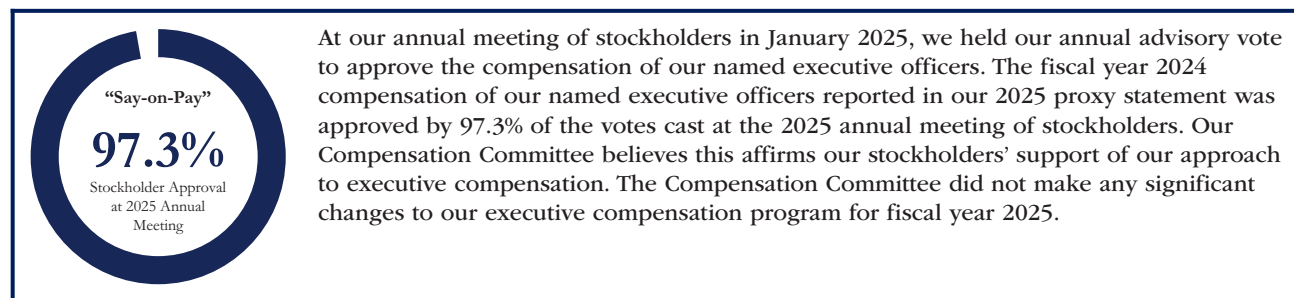 “Say-on-Pay”
97.3%
Stockholder Approval
at 2025 Annual
Meeting
At our annual meeting of stockholders in January 2025, we held our annual advisory vote
to approve the compensation of our named executive officers. The fiscal year 2024
compensation of our named executive officers reported in our 2025 proxy statement was
approved by 97.3% of the votes cast at the 2025 annual meeting of stockholders. Our
Compensation Committee believes this affirms our stockholders’ support of our approach
to executive compensation. The Compensation Committee did not make any significant
changes to our executive compensation program for fiscal year 2025.